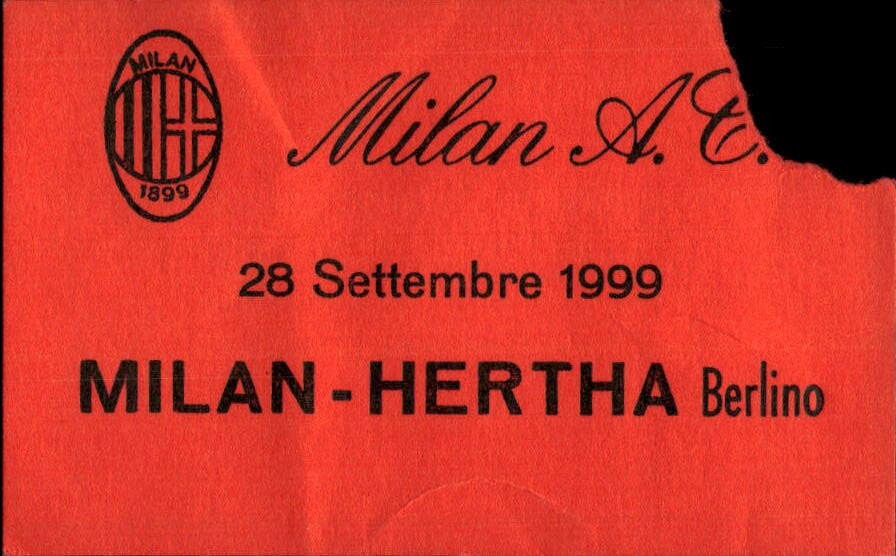 MILAN
1899
Milan A. C.
28 Settembre 1999
MILAN - HERTHA Berlino